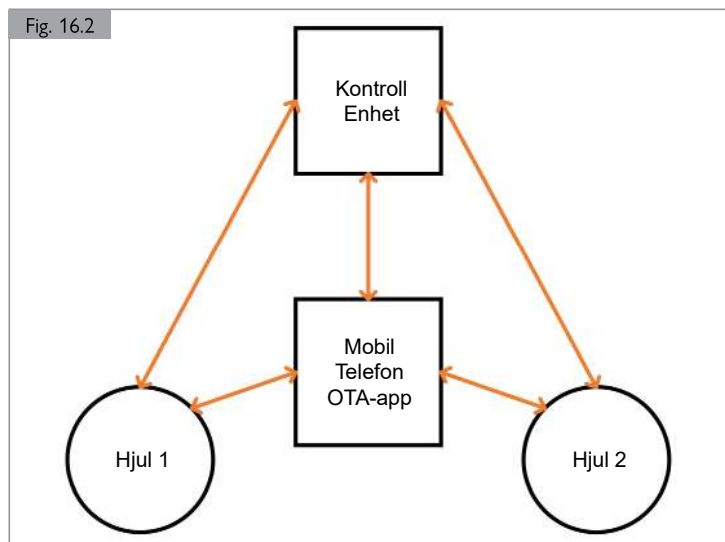 Fig. 16.2
Kontroll
Enhet
Mobil
Telefon
OTA-app
Hjul 1
Hjul 2